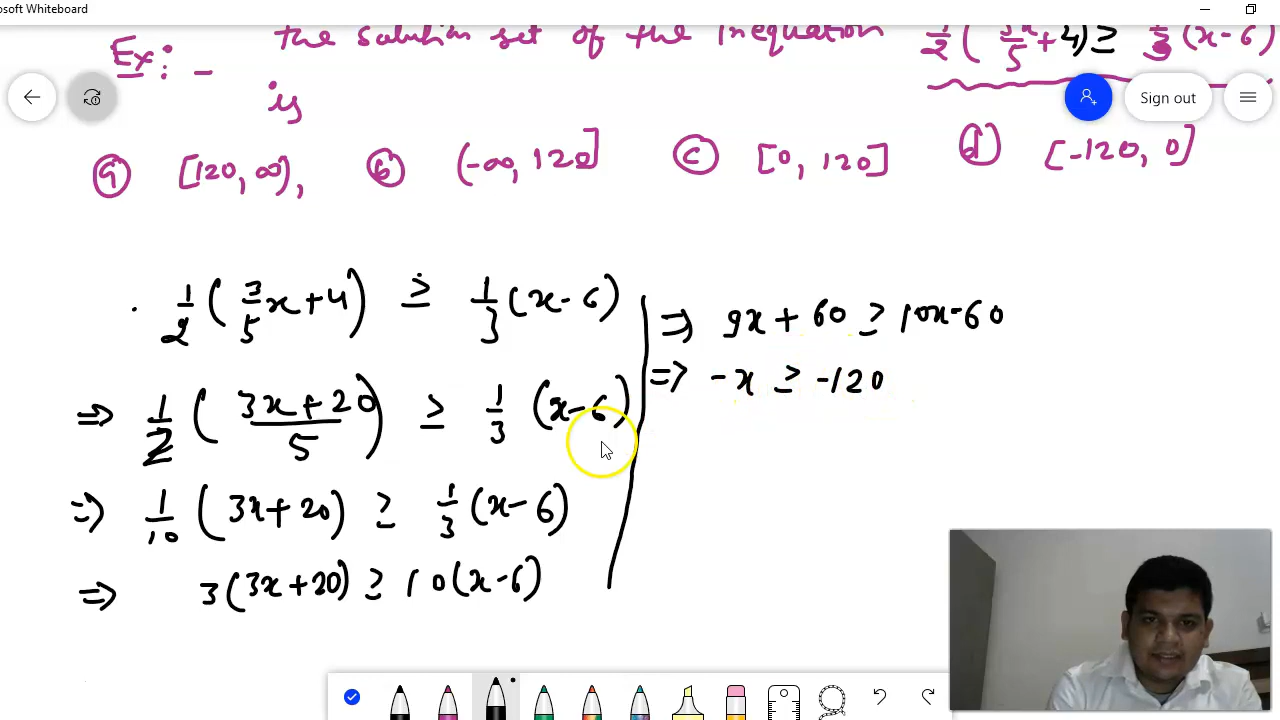 osoft Whiteboard
Ex:- the solution set of the inequation 1/2 (3x/5 + 4) ≥ 1/3 (x-6)
is
Sign out
ⓐ [120, ∞), ⓑ (-∞, 120] ⓒ [0, 120] ⓓ [-120, 0]
. 1/2 (3/5 x + 4) ≥ 1/3 (x-6)
⇒ 1/2 ((3x+20)/5) ≥ 1/3 (x-6)
⇒ 1/10 (3x+20) ≥ 1/3 (x-6)
⇒ 3(3x+20) ≥ 10(x-6)
⇒ 9x + 60 ≥ 10x-60
⇒ -x ≥ -120